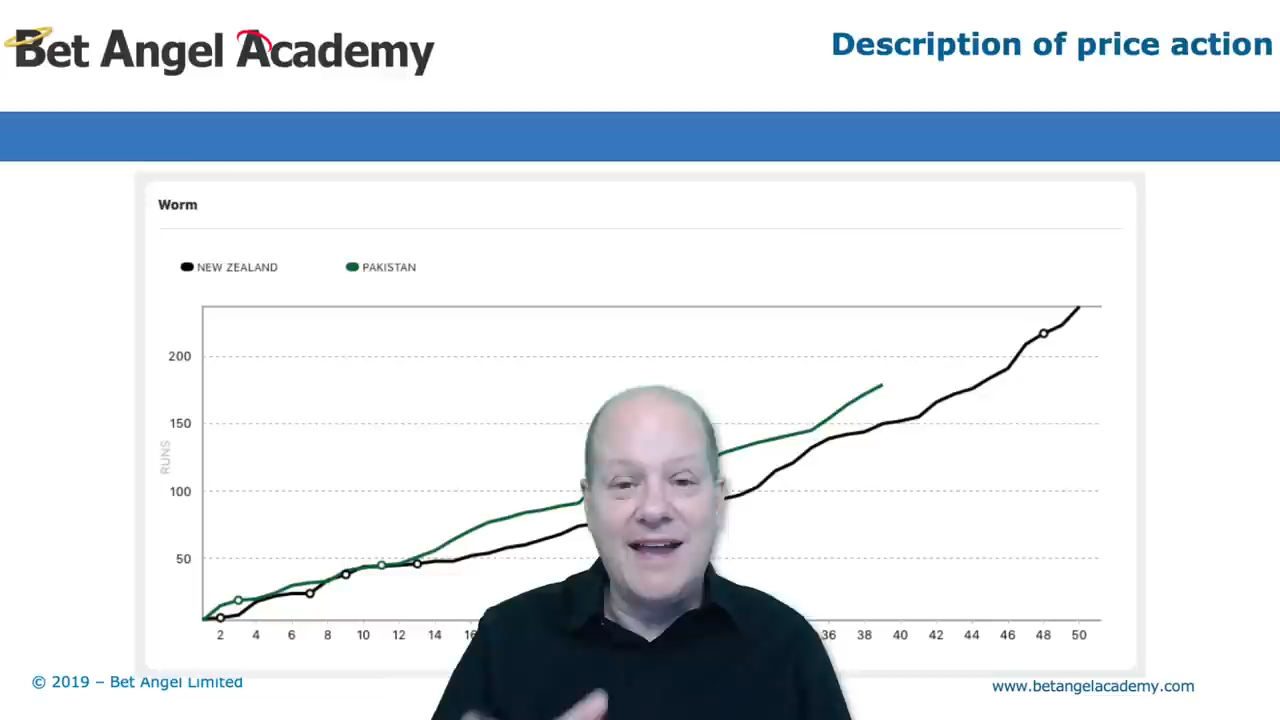 Bet Angel Academy
Description of price action
Worm
NEW ZEALAND
PAKISTAN
200
150
100
50
RUNS
2 4 6 8 10 12 14 16 36 38 40 42 44 46 48 50
© 2019 – Bet Angel Limited
www.betangelacademy.com